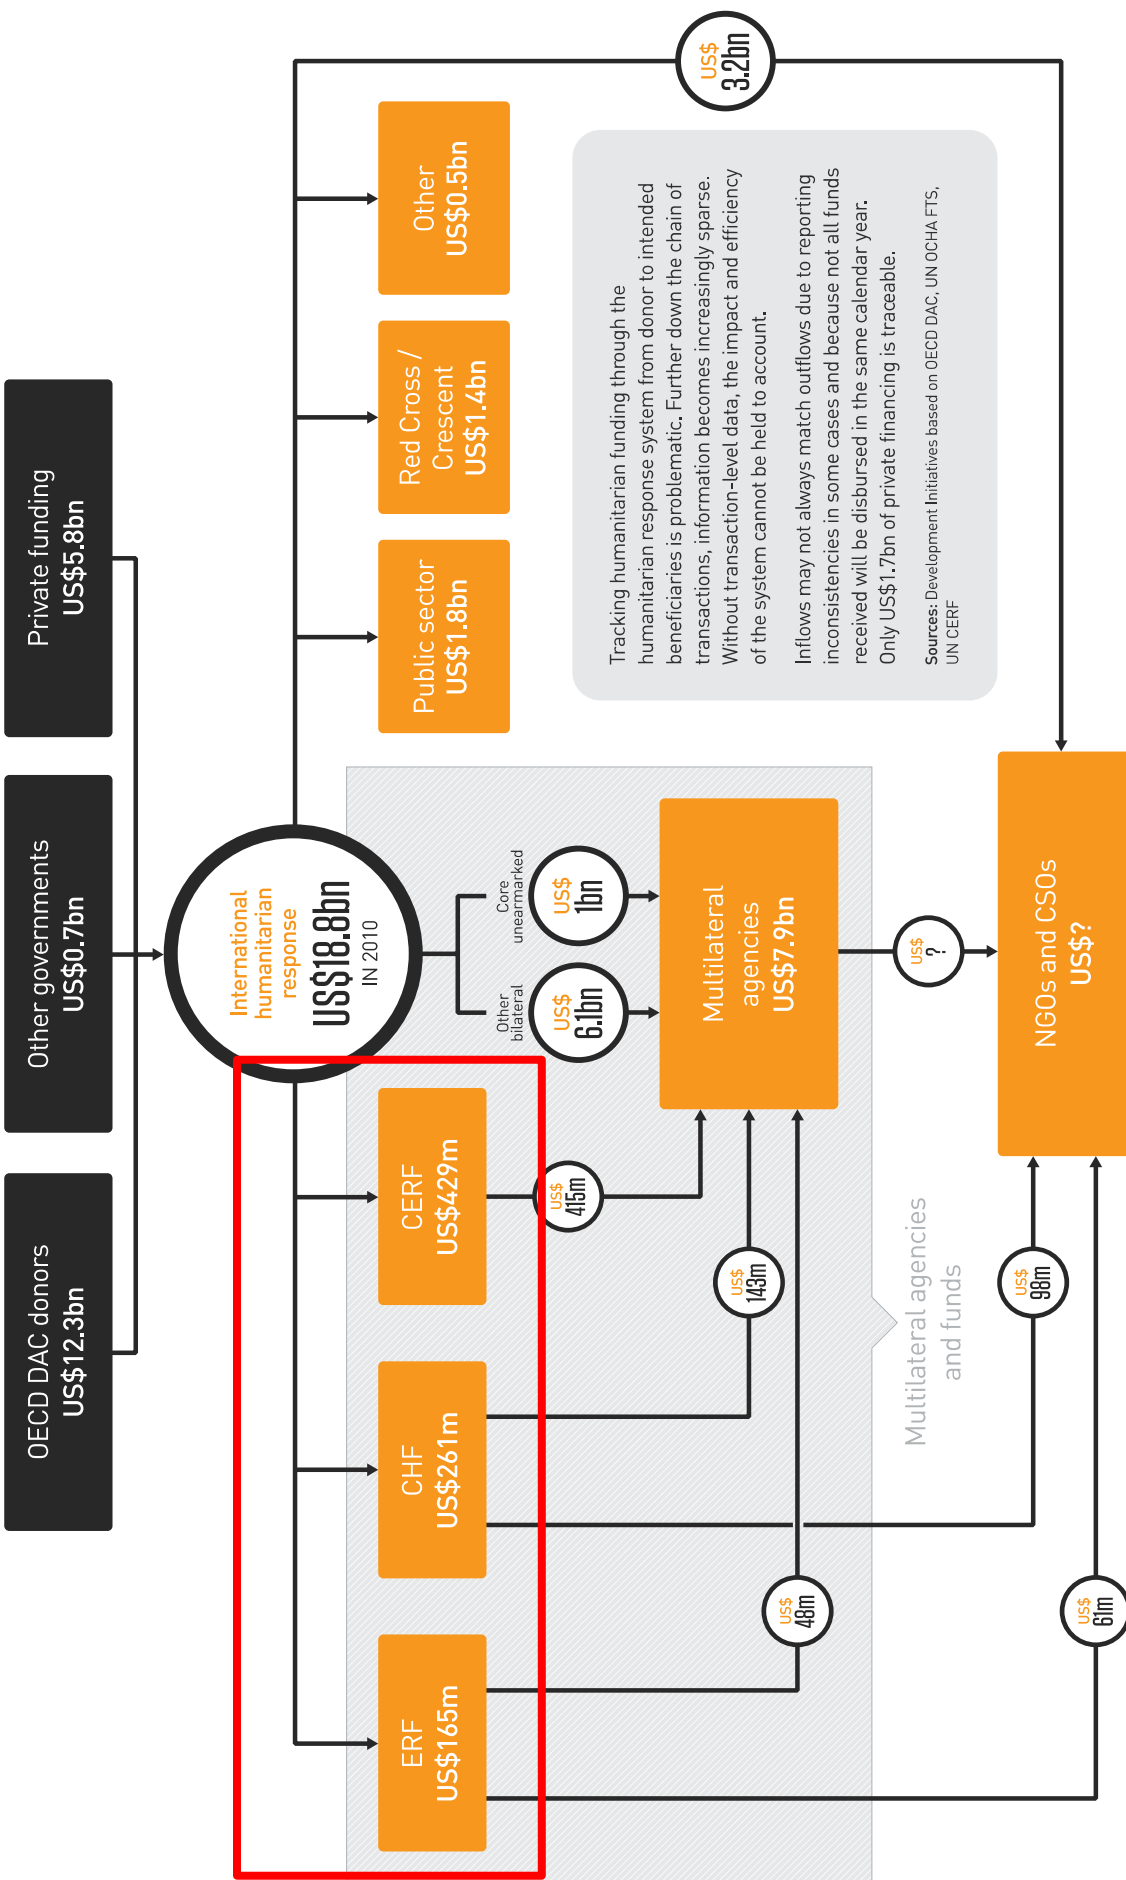 OECD DAC donors
US$12.3bn
Other governments
US$0.7bn
Private funding
US$5.8bn
International
humanitarian
response
US$18.8bn
IN 2010
US$
3.2bn
ERF
US$165m
CHF
US$261m
CERF
US$429m
Public sector
US$1.8bn
Red Cross /
Crescent
US$1.4bn
Other
US$0.5bn
Other
bilateral
US$
6.1bn
Core
unearmarked
US$
1bn
US$
415m
US$
143m
US$
48m
Multilateral
agencies
US$7.9bn
US$
?
Multilateral agencies
and funds
US$
98m
US$
61m
NGOs and CSOs
US$?
Tracking humanitarian funding through the
humanitarian response system from donor to intended
beneficiaries is problematic. Further down the chain of
transactions, information becomes increasingly sparse.
Without transaction-level data, the impact and efficiency
of the system cannot be held to account.
Inflows may not always match outflows due to reporting
inconsistencies in some cases and because not all funds
received will be disbursed in the same calendar year.
Only US$1.7bn of private financing is traceable.
Sources: Development Initiatives based on OECD DAC, UN OCHA FTS,
UN CERF